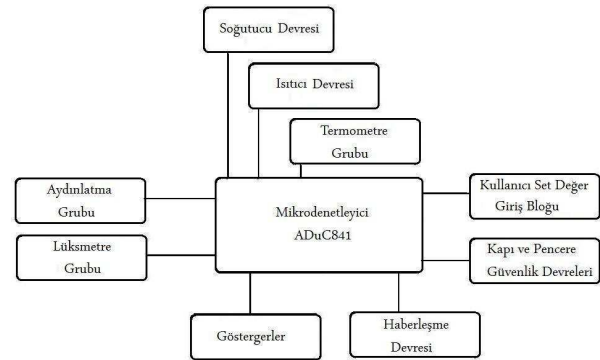 Soğutucu Devresi
Isıtıcı Devresi
Termometre
Grubu
Aydınlatma
Grubu
Mikrodenetleyici
ADuC841
Kullanıcı Set Değer
Giriş Bloğu
Lüksmetre
Grubu
Kapı ve Pencere
Güvenlik Devreleri
Göstergerler
Haberleşme
Devresi